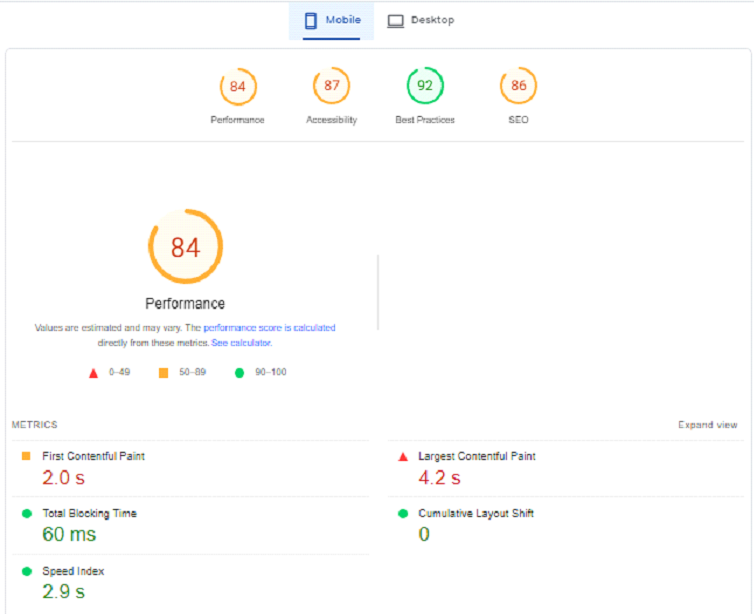 Mobile
Desktop
84
87
92
86
Performance
Accessibility
Best Practices
SEO
84
Performance
Values are estimated and may vary. The performance score is calculated
directly from these metrics. See calculator.
0–49
50–89
90–100
METRICS
Expand view
First Contentful Paint
2.0 s
Largest Contentful Paint
4.2 s
Total Blocking Time
60 ms
Cumulative Layout Shift
0
Speed Index
2.9 s